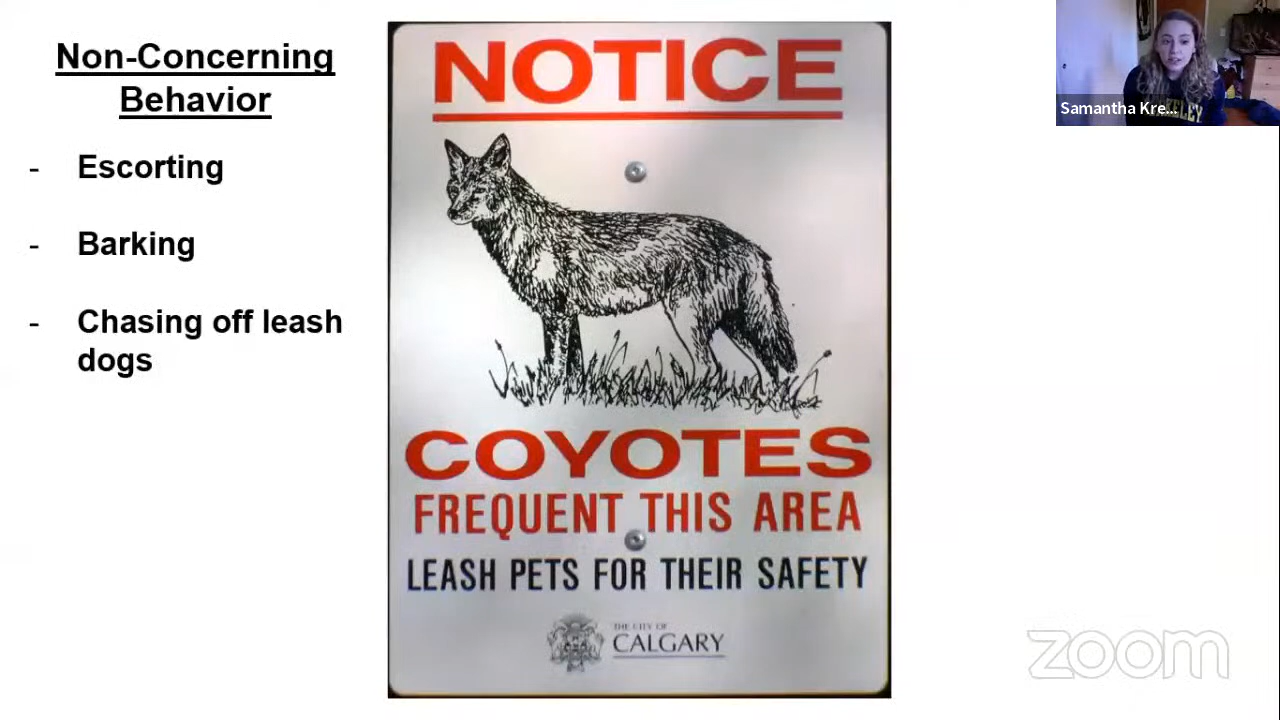 Non-Concerning
Behavior
- Escorting
- Barking
- Chasing off leash
dogs
NOTICE
COYOTES
FREQUENT THIS AREA
LEASH PETS FOR THEIR SAFETY
THE CITY OF
CALGARY
Samantha Kre...
zoom